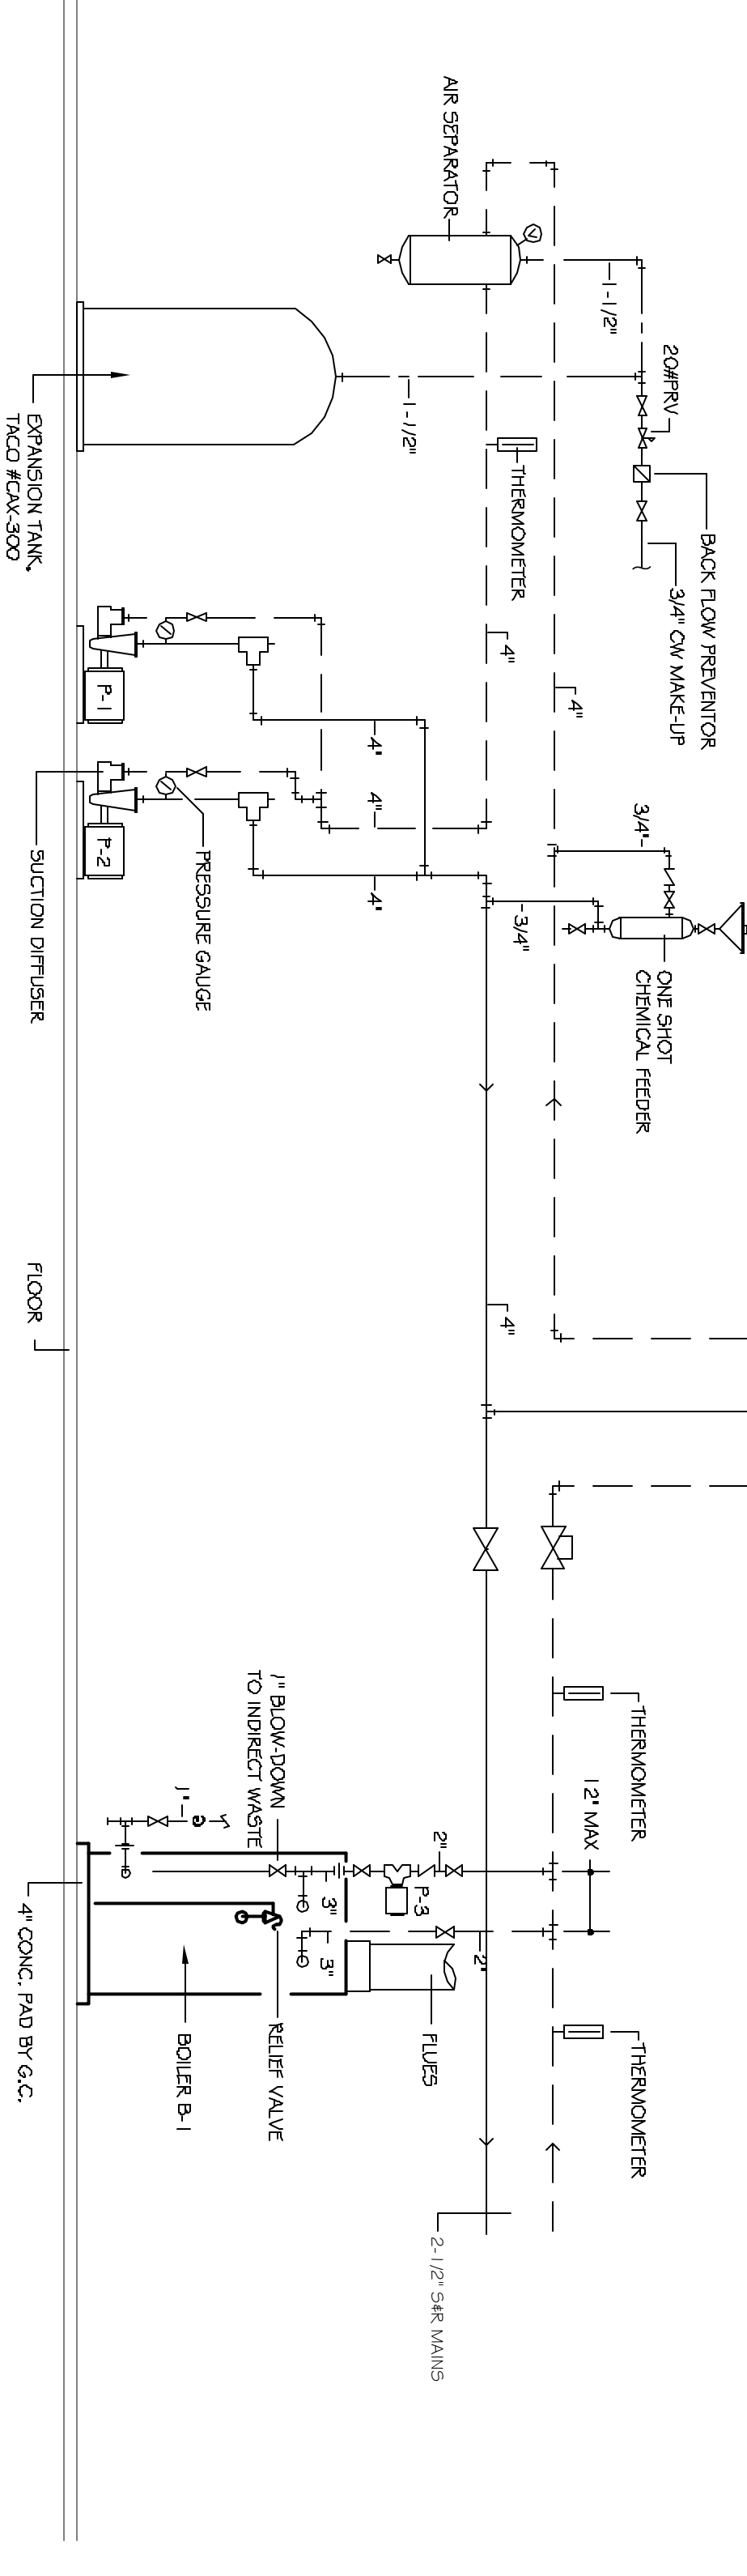 AIR SEPARATOR
1-1/2"
20#PRV
BACK FLOW PREVENTOR
3/4" CW MAKE-UP
1-1/2"
THERMOMETER
EXPANSION TANK,
TACO #CAX-300
4"
4"
P-1
4"
4"
P-2
4"
3/4"
3/4"
ONE SHOT
CHEMICAL FEEDER
PRESSURE GAUGE
SUCTION DIFFUSER
FLOOR
4"
THERMOMETER
1" BLOW-DOWN
TO INDIRECT WASTE
12" MAX
1"
G
2"
P-3
3"
3"
2"
4" CONC. PAD BY G.C.
BOILER B-1
RELIEF VALVE
FLUES
THERMOMETER
2-1/2" S&R MAINS